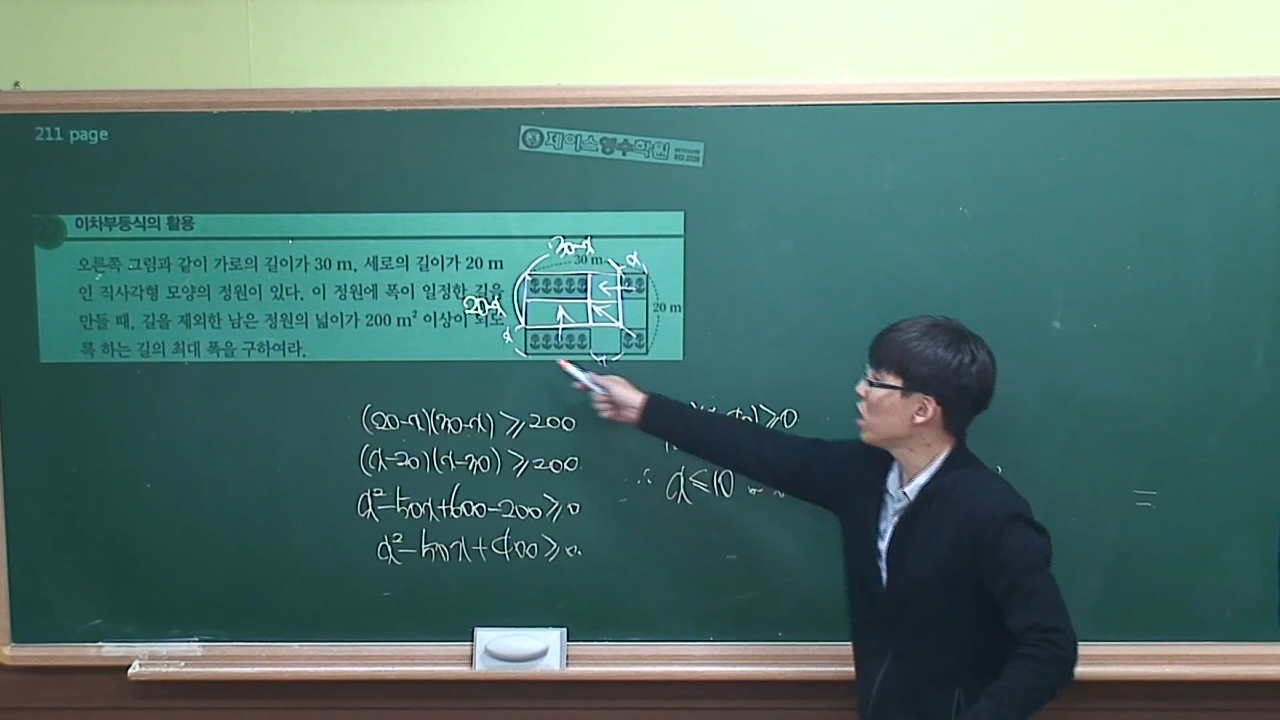 211 page
제이스영수학원
이차부등식의 활용
오른쪽 그림과 같이 가로의 길이가 30 m, 세로의 길이가 20 m
인 직사각형 모양의 정원이 있다. 이 정원에 폭이 일정한 길을
만들 때, 길을 제외한 남은 정원의 넓이가 200 m² 이상이 되도
록 하는 길의 최대 폭을 구하여라.
30-x
30 m
x
20-x
20 m
x
x
(20-x)(30-x) ≥ 200
(x-20)(x-30) ≥ 200
x²-50x+600-200 ≥ 0
x²-50x+400 ≥ 0.
≥ 0
∴ x ≤ 10
=